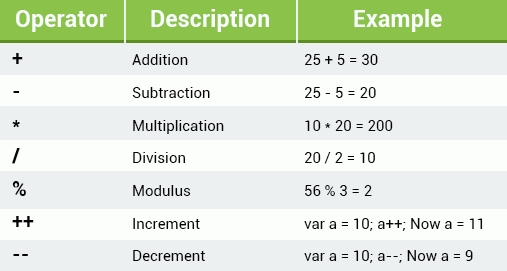 Operator Description Example
+ Addition 25 + 5 = 30
- Subtraction 25 - 5 = 20
* Multiplication 10 * 20 = 200
/ Division 20 / 2 = 10
% Modulus 56 % 3 = 2
++ Increment var a = 10; a++; Now a = 11
-- Decrement var a = 10; a--; Now a = 9